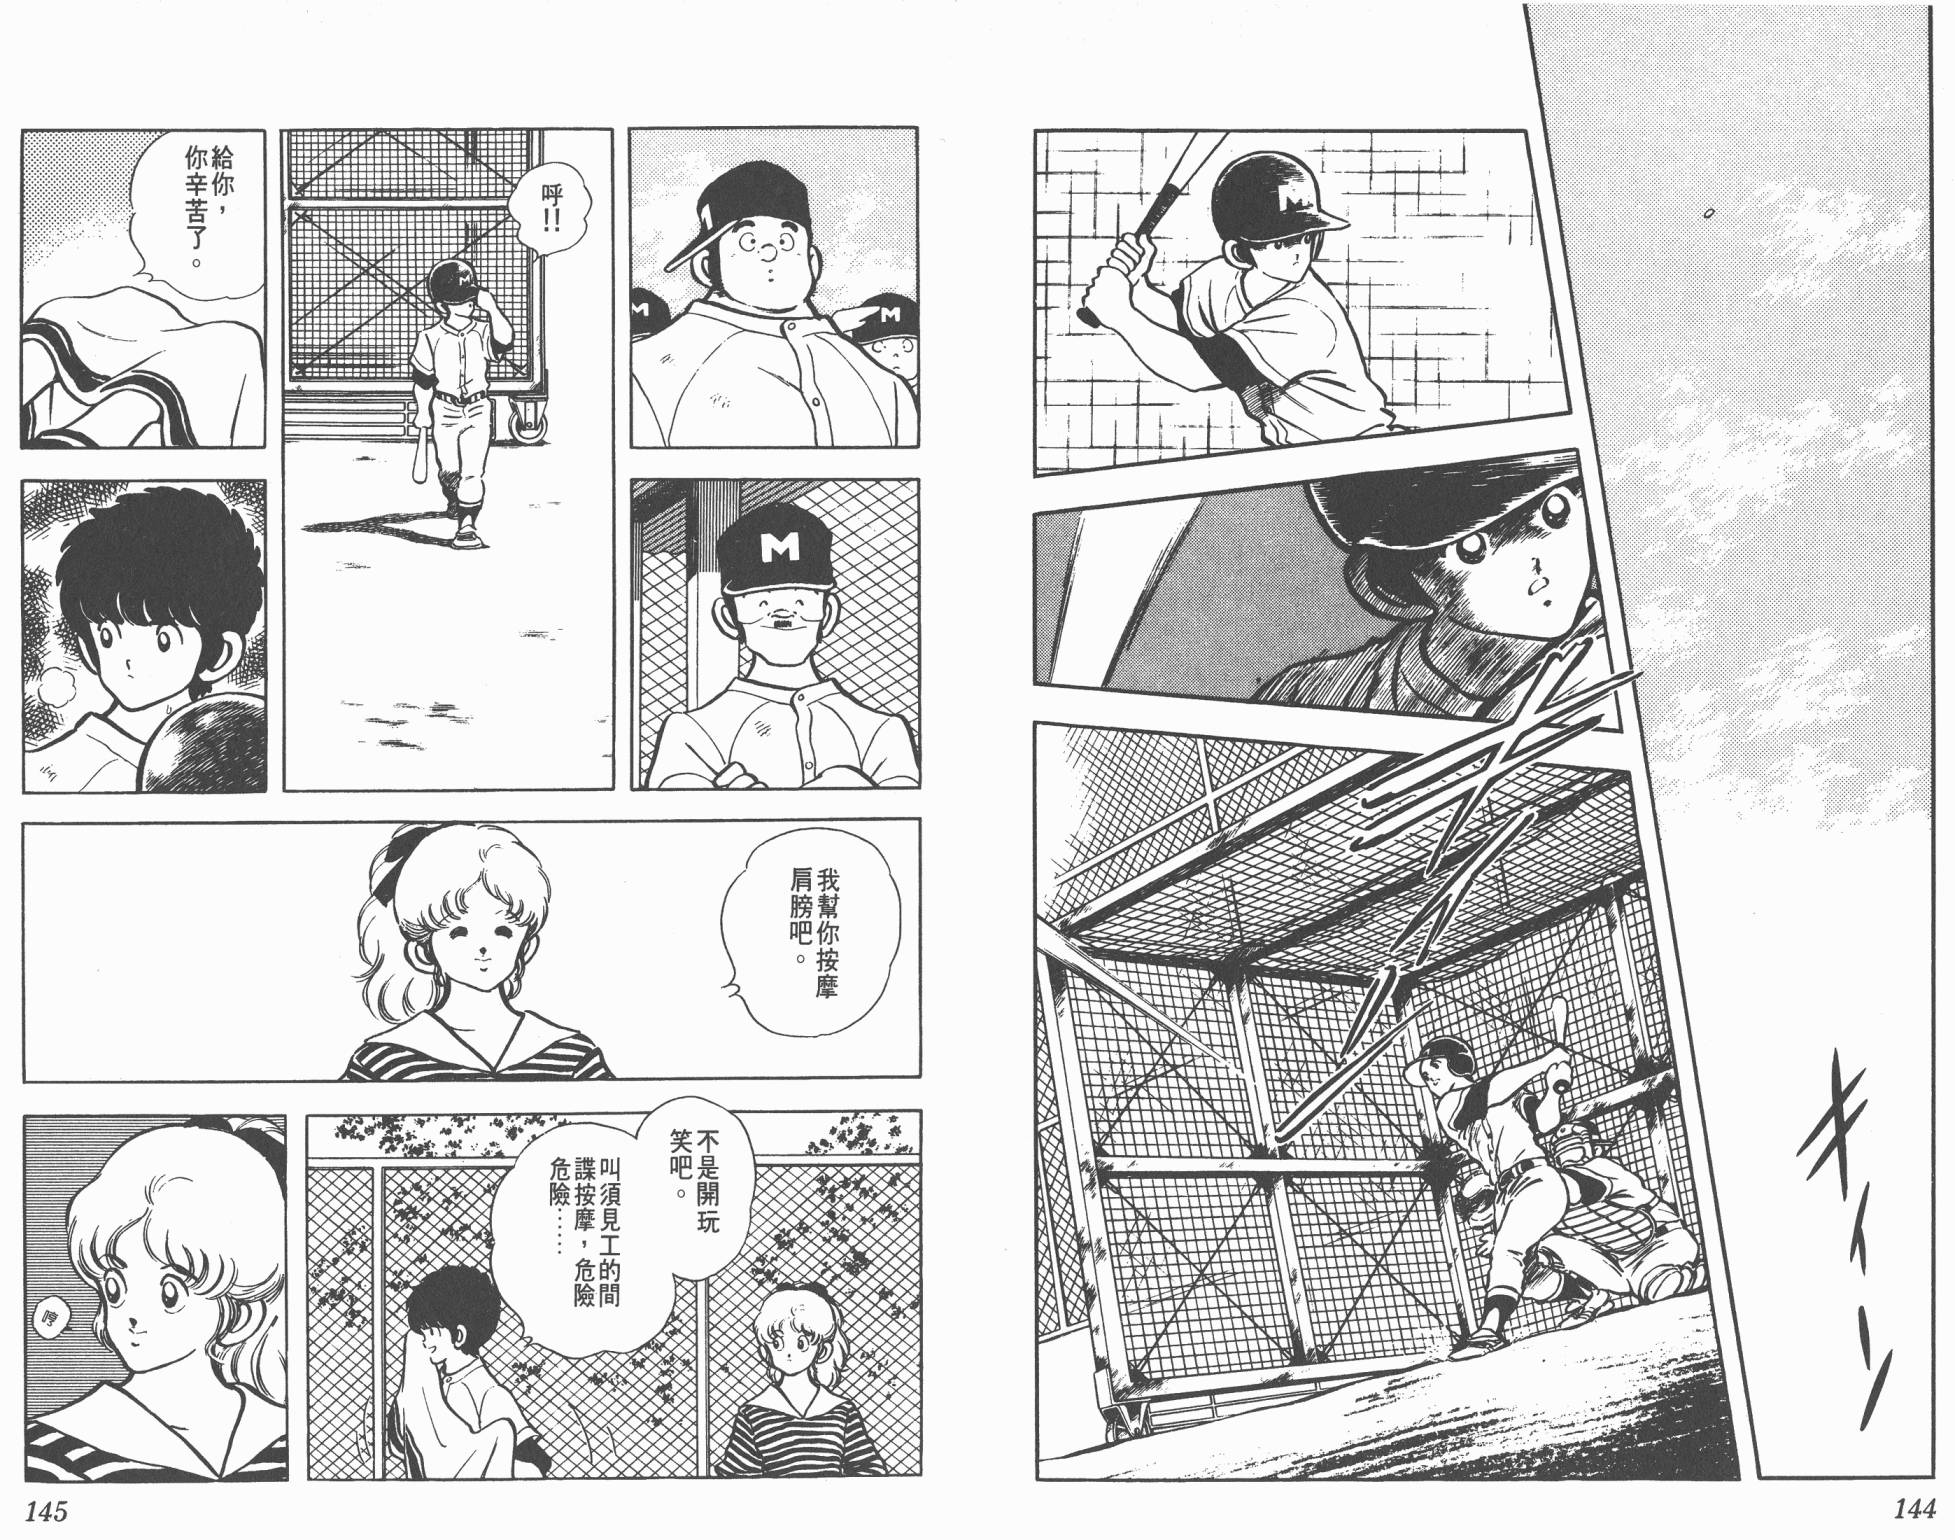 キィーン
M
144
M
M
M
呼!!
M
給你，
你辛苦了。
我幫你按摩
肩膀吧。
不是開玩
笑吧。
叫須見工的間
諜按摩，危險
危險……
哼
145